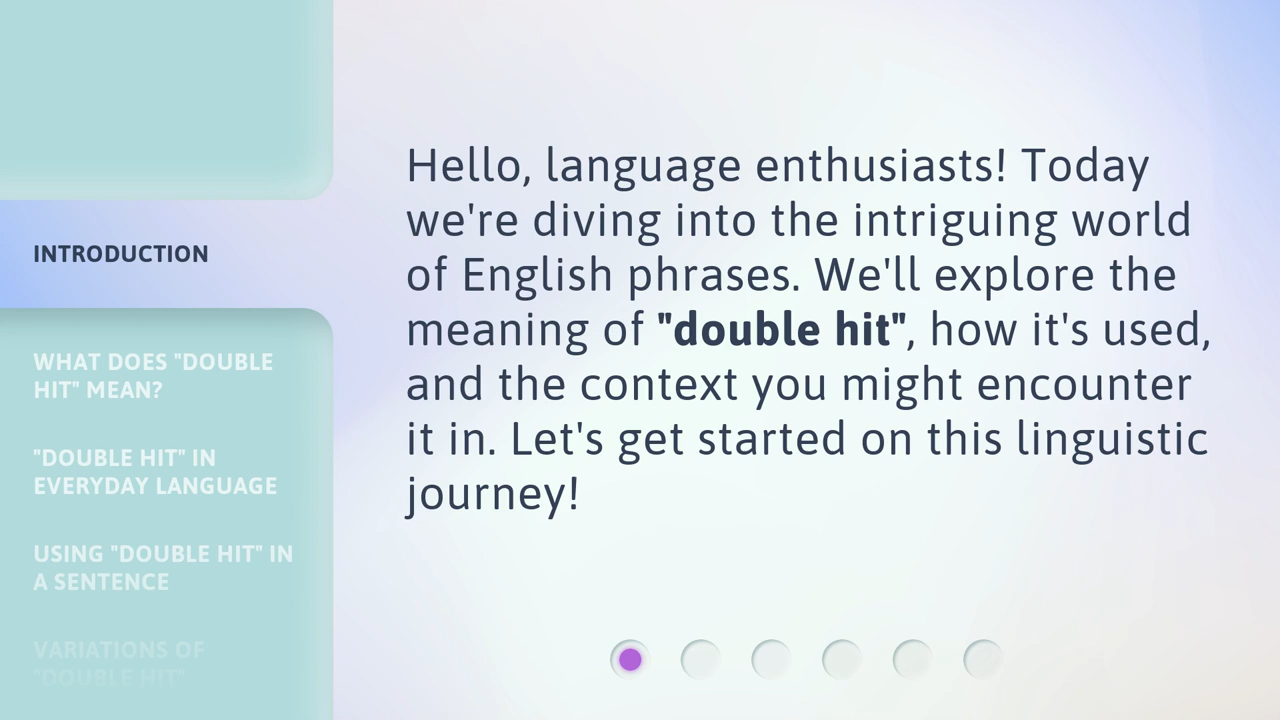 INTRODUCTION
WHAT DOES "DOUBLE
HIT" MEAN?
"DOUBLE HIT" IN
EVERYDAY LANGUAGE
USING "DOUBLE HIT" IN
A SENTENCE
VARIATIONS OF
"DOUBLE HIT"
Hello, language enthusiasts! Today
we're diving into the intriguing world
of English phrases. We'll explore the
meaning of "double hit", how it's used,
and the context you might encounter
it in. Let's get started on this linguistic
journey!